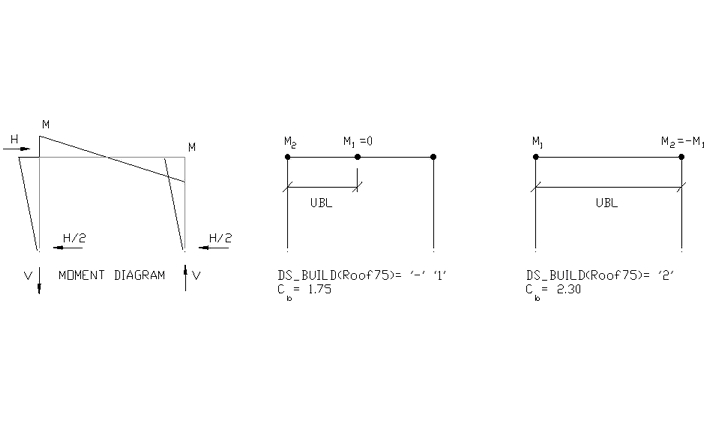 M
H
M
H/2
H/2
V
MOMENT DIAGRAM
V
M2
M1 =0
UBL
DS_BUILD(Roof75)= '-' '1'
Cb = 1.75
M1
M2=-M1
UBL
DS_BUILD(Roof75)= '2'
Cb = 2.30